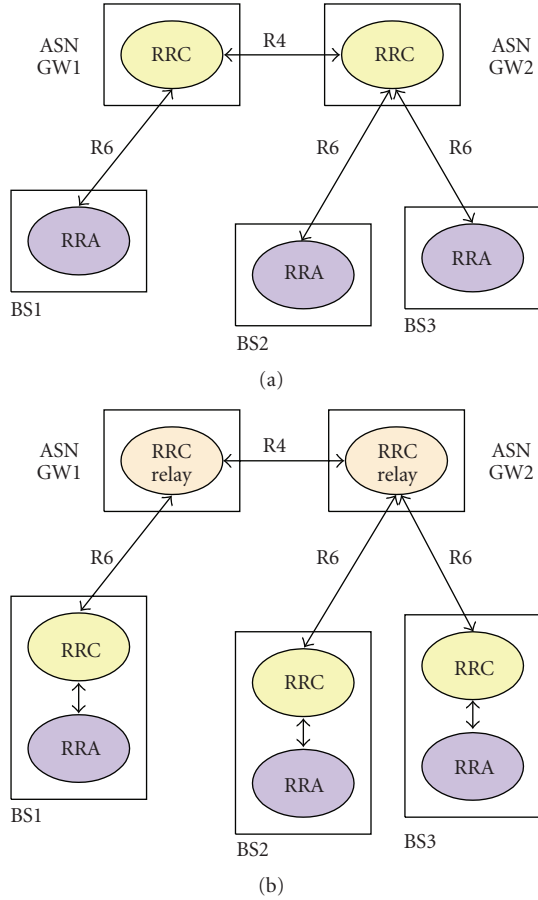 ASN
GW1
RRC
R4
RRC
ASN
GW2
R6
R6
R6
RRA
BS1
RRA
BS2
RRA
BS3
(a)
ASN
GW1
RRC
relay
R4
RRC
relay
ASN
GW2
R6
R6
R6
RRC
RRA
BS1
RRC
RRA
BS2
RRC
RRA
BS3
(b)